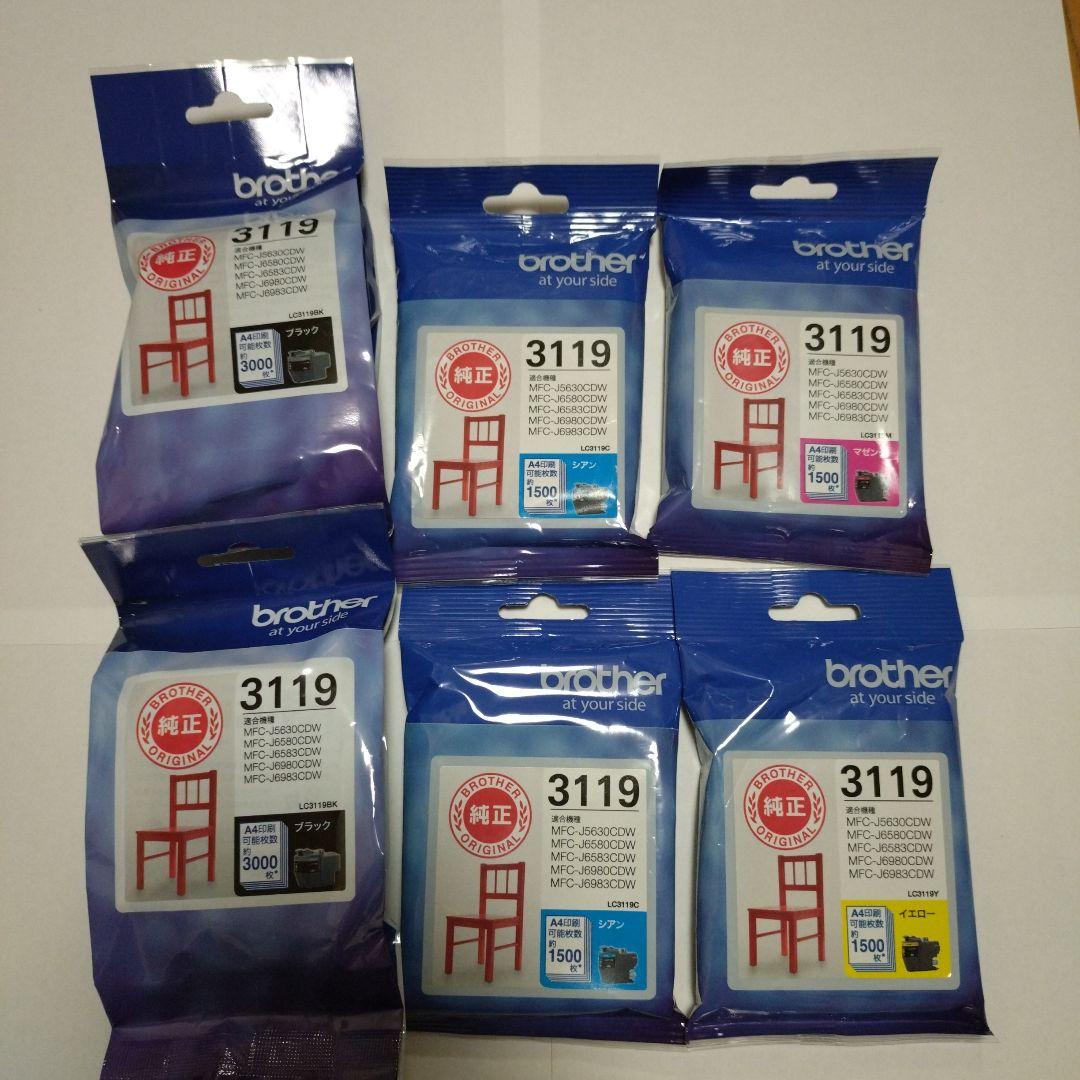 brothe
at your side
BROTHER
純正
ORIGINAL
3119
適合機種
MFC-J5630CDW
MFC-J6580CDW
MFC-J6583CDW
MFC-J6980CDW
MFC-J6983CDW
LC3119BK
A4印刷
可能枚数
約
3000
枚*
ブラック
brother
at your side
BROTHER
純正
ORIGINAL
3119
適合機種
MFC-J5630CDW
MFC-J6580CDW
MFC-J6583CDW
MFC-J6980CDW
MFC-J6983CDW
LC3119C
A4印刷
可能枚数
約
1500
枚*
シアン
brother
at your side
BROTHER
純正
ORIGINAL
3119
適合機種
MFC-J5630CDW
MFC-J6580CDW
MFC-J6583CDW
MFC-J6980CDW
MFC-J6983CDW
A4印刷
可能枚数
約
1500
枚*
brother
at your side
BROTHER
純正
ORIGINAL
3119
適合機種
MFC-J5630CDW
MFC-J6580CDW
MFC-J6583CDW
MFC-J6980CDW
MFC-J6983CDW
LC3119BK
A4印刷
可能枚数
約
3000
枚*
ブラック
brother
at your side
BROTHER
純正
ORIGINAL
3119
適合機種
MFC-J5630CDW
MFC-J6580CDW
MFC-J6583CDW
MFC-J6980CDW
MFC-J6983CDW
LC3119C
A4印刷
可能枚数
約
1500
枚*
シアン
brother
at your side
BROTHER
純正
ORIGINAL
3119
適合機種
MFC-J5630CDW
MFC-J6580CDW
MFC-J6583CDW
MFC-J6980CDW
MFC-J6983CDW
LC3119Y
A4印刷
可能枚数
約
1500
枚*
イエロー